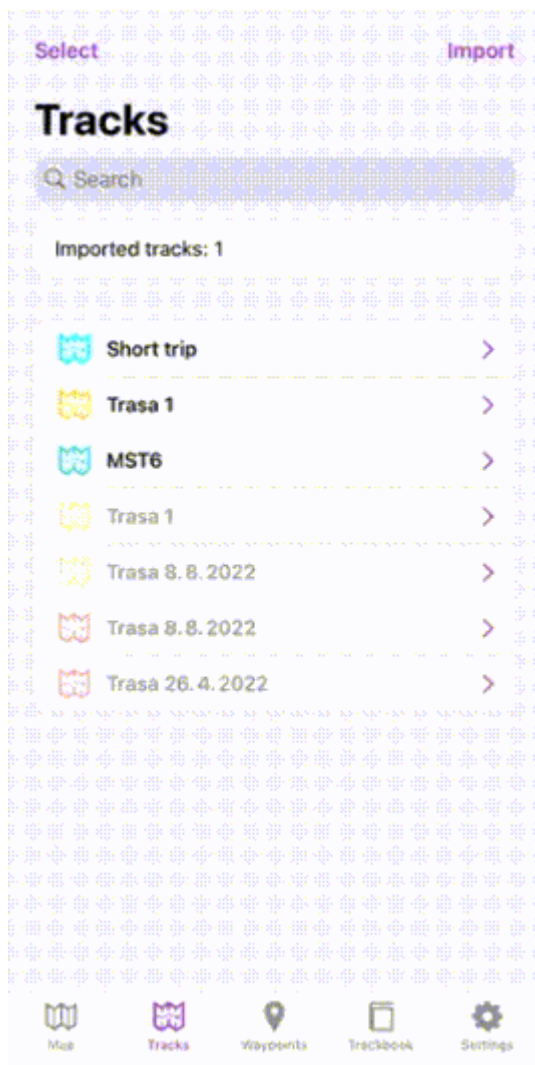 Select Import
Tracks
Search
Imported tracks: 1
Short trip
Trasa 1
MST6
Trasa 1
Trasa 8. 8. 2022
Trasa 8. 8. 2022
Trasa 26. 4. 2022
Map Tracks Waypoints Trackbook Settings